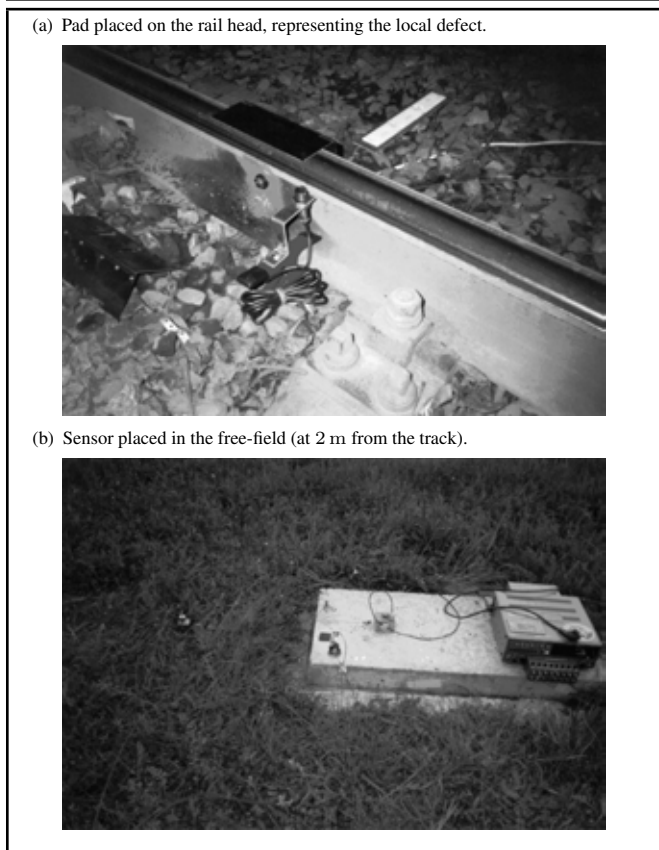 (a) Pad placed on the rail head, representing the local defect.
(b) Sensor placed in the free-field (at 2 m from the track).